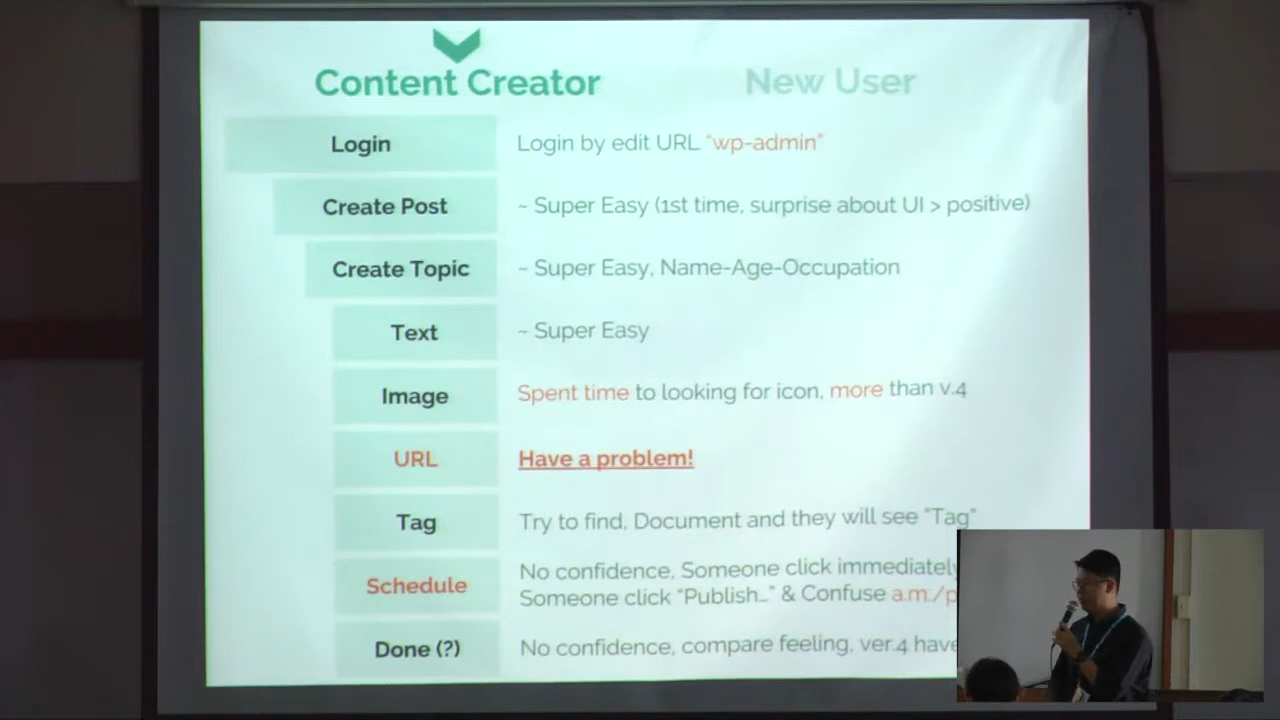 Content Creator New User
Login Login by edit URL "wp-admin"
Create Post ~ Super Easy (1st time, surprise about UI > positive)
Create Topic ~ Super Easy, Name-Age-Occupation
Text ~ Super Easy
Image Spent time to looking for icon, more than v.4
URL Have a problem!
Tag Try to find, Document and they will see "Tag"
Schedule No confidence, Someone click immediately
Someone click "Publish..." & Confuse a.m./p
Done (?) No confidence, compare feeling, ver.4 have